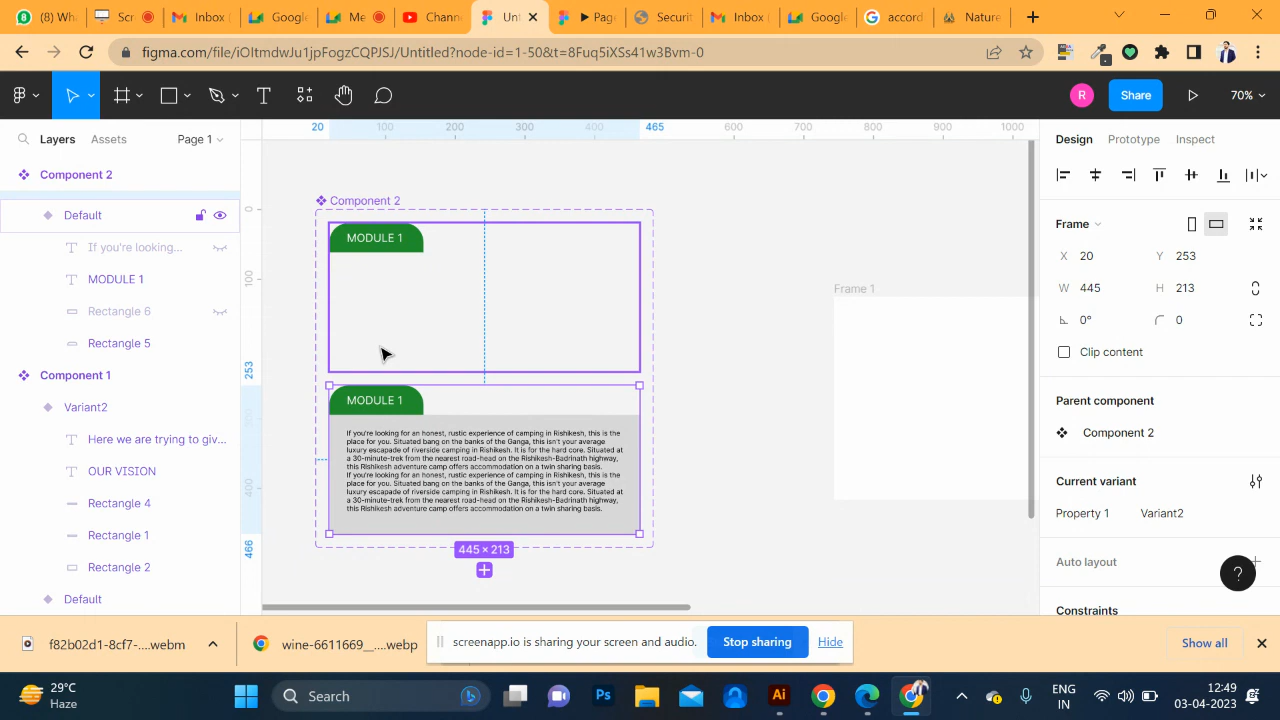 (8) Wh
Scr
Inbox (
Google
Me
Chann
Unt
Page
Securit
Inbox (
Google
accord
Nature
figma.com/file/iOItmdwJu1jpFogzCQPJSJ/Untitled?node-id=1-50&t=8Fuq5iXSs41w3Bvm-0
R
Share
70%
Layers
Assets
Page 1
20
100
200
300
400
465
600
700
800
900
1000
Design
Prototype
Inspect
Component 2
Default
If you're looking...
MODULE 1
Rectangle 6
Rectangle 5
Component 1
Variant2
Here we are trying to giv...
OUR VISION
Rectangle 4
Rectangle 1
Rectangle 2
Default
0
100
253
400
466
Component 2
MODULE 1
MODULE 1
If you're looking for an honest, rustic experience of camping in Rishikesh, this is the
place for you. Situated bang on the banks of the Ganga, this isn't your average
luxury escapade of riverside camping in Rishikesh. It is for the hard core. Situated
a 30-minute-trek from the nearest road-head on the Rishikesh-Badrinath highway,
this Rishikesh adventure camp offers accommodation on a twin sharing basis.
If you're looking for an honest, rustic experience of camping in Rishikesh, this is the
place for you. Situated bang on the banks of the Ganga, this isn't your average
luxury escapade of riverside camping in Rishikesh. It is for the hard core. Situated
a 30-minute-trek from the nearest road-head on the Rishikesh-Badrinath highway,
this Rishikesh adventure camp offers accommodation on a twin sharing basis.
445 × 213
Frame 1
Frame
X 20
Y 253
W 445
H 213
0°
0
Clip content
Parent component
Component 2
Current variant
Property 1 Variant2
Auto layout
Constraints
?
f82b02d1-8cf7-....webm
wine-6611669__....webp
screenapp.io is sharing your screen and audio.
Stop sharing
Hide
Show all
29°C
Haze
Search
Ps
Ai
ENG
IN
12:49
03-04-2023